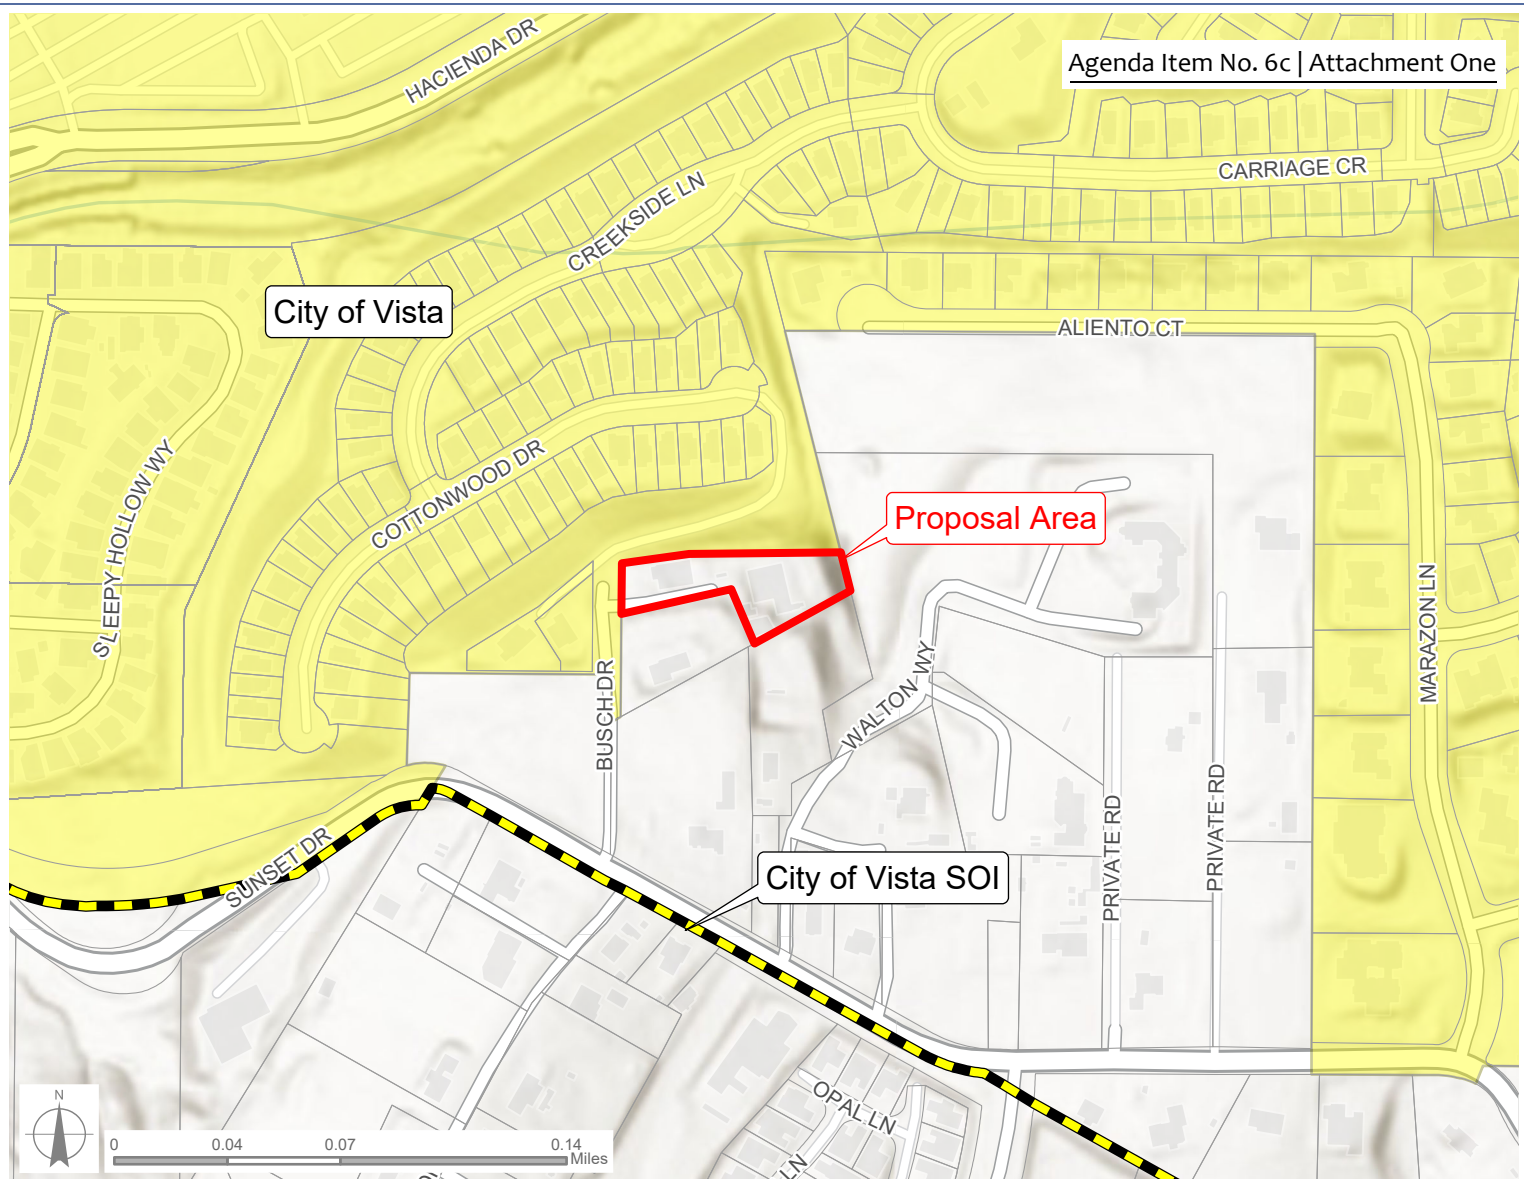 HACIENDA DR
Agenda Item No. 6c | Attachment One
CARRIAGE CR
CREEKSIDE LN
City of Vista
ALIENTO CT
COTTONWOOD DR
SLEEPY HOLLOW WY
Proposal Area
MARAZON LN
BUSCH DR
WALTON WY
PRIVATE RD
PRIVATE RD
SUNSET DR
City of Vista SOI
OPAL LN
LN
N
0 0.04 0.07 0.14
Miles